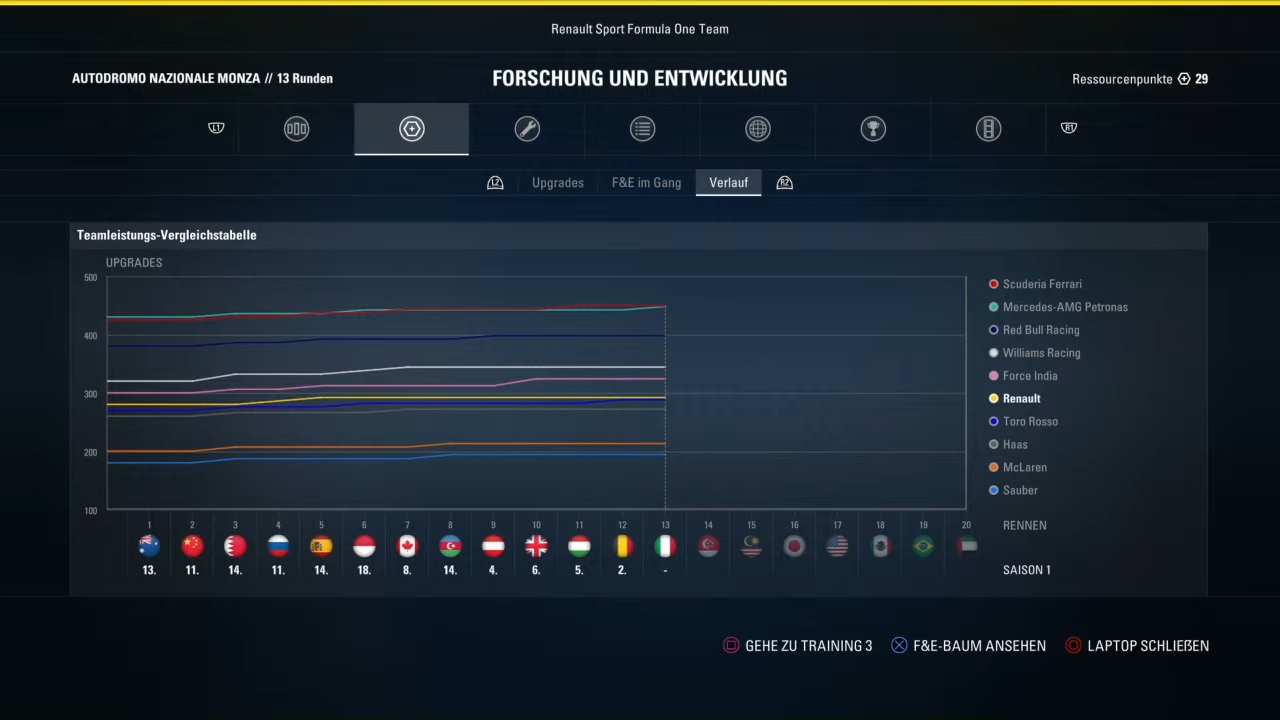 Renault Sport Formula One Team
AUTODROMO NAZIONALE MONZA // 13 Runden
FORSCHUNG UND ENTWICKLUNG
Ressourcenpunkte 29
L1
R1
L2 Upgrades F&E im Gang Verlauf R2
Teamleistungs-Vergleichstabelle
UPGRADES
500
400
300
200
100
Scuderia Ferrari
Mercedes-AMG Petronas
Red Bull Racing
Williams Racing
Force India
Renault
Toro Rosso
Haas
McLaren
Sauber
1 2 3 4 5 6 7 8 9 10 11 12 13 14 15 16 17 18 19 20 RENNEN
13. 11. 14. 11. 14. 18. 8. 14. 4. 6. 5. 2. - SAISON 1
GEHE ZU TRAINING 3 F&E-BAUM ANSEHEN LAPTOP SCHLIEẞEN